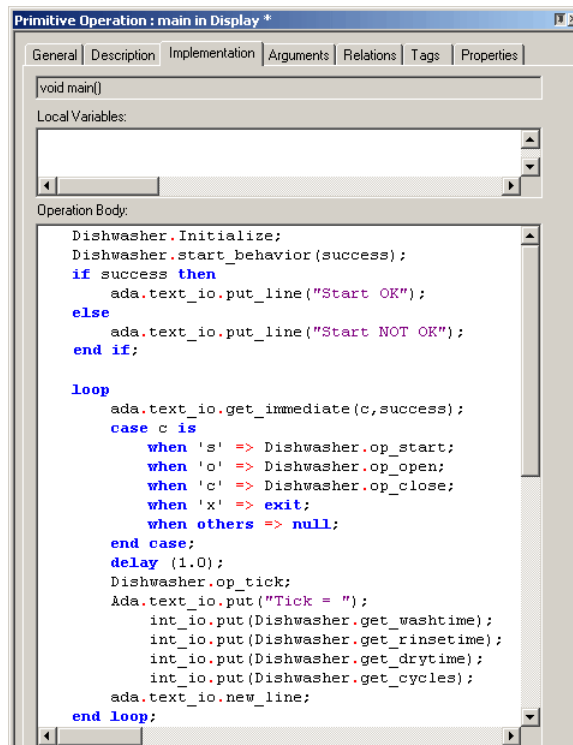 Primitive Operation : main in Display *
General Description Implementation Arguments Relations Tags Properties
void main()
Local Variables:
Operation Body:
Dishwasher.Initialize;
Dishwasher.start_behavior(success);
if success then
ada.text_io.put_line("Start OK");
else
ada.text_io.put_line("Start NOT OK");
end if;
loop
ada.text_io.get_immediate(c,success);
case c is
when 's' => Dishwasher.op_start;
when 'o' => Dishwasher.op_open;
when 'c' => Dishwasher.op_close;
when 'x' => exit;
when others => null;
end case;
delay (1.0);
Dishwasher.op_tick;
Ada.text_io.put("Tick = ");
int_io.put(Dishwasher.get_washtime);
int_io.put(Dishwasher.get_rinsetime);
int_io.put(Dishwasher.get_drytime);
int_io.put(Dishwasher.get_cycles);
ada.text_io.new_line;
end loop;